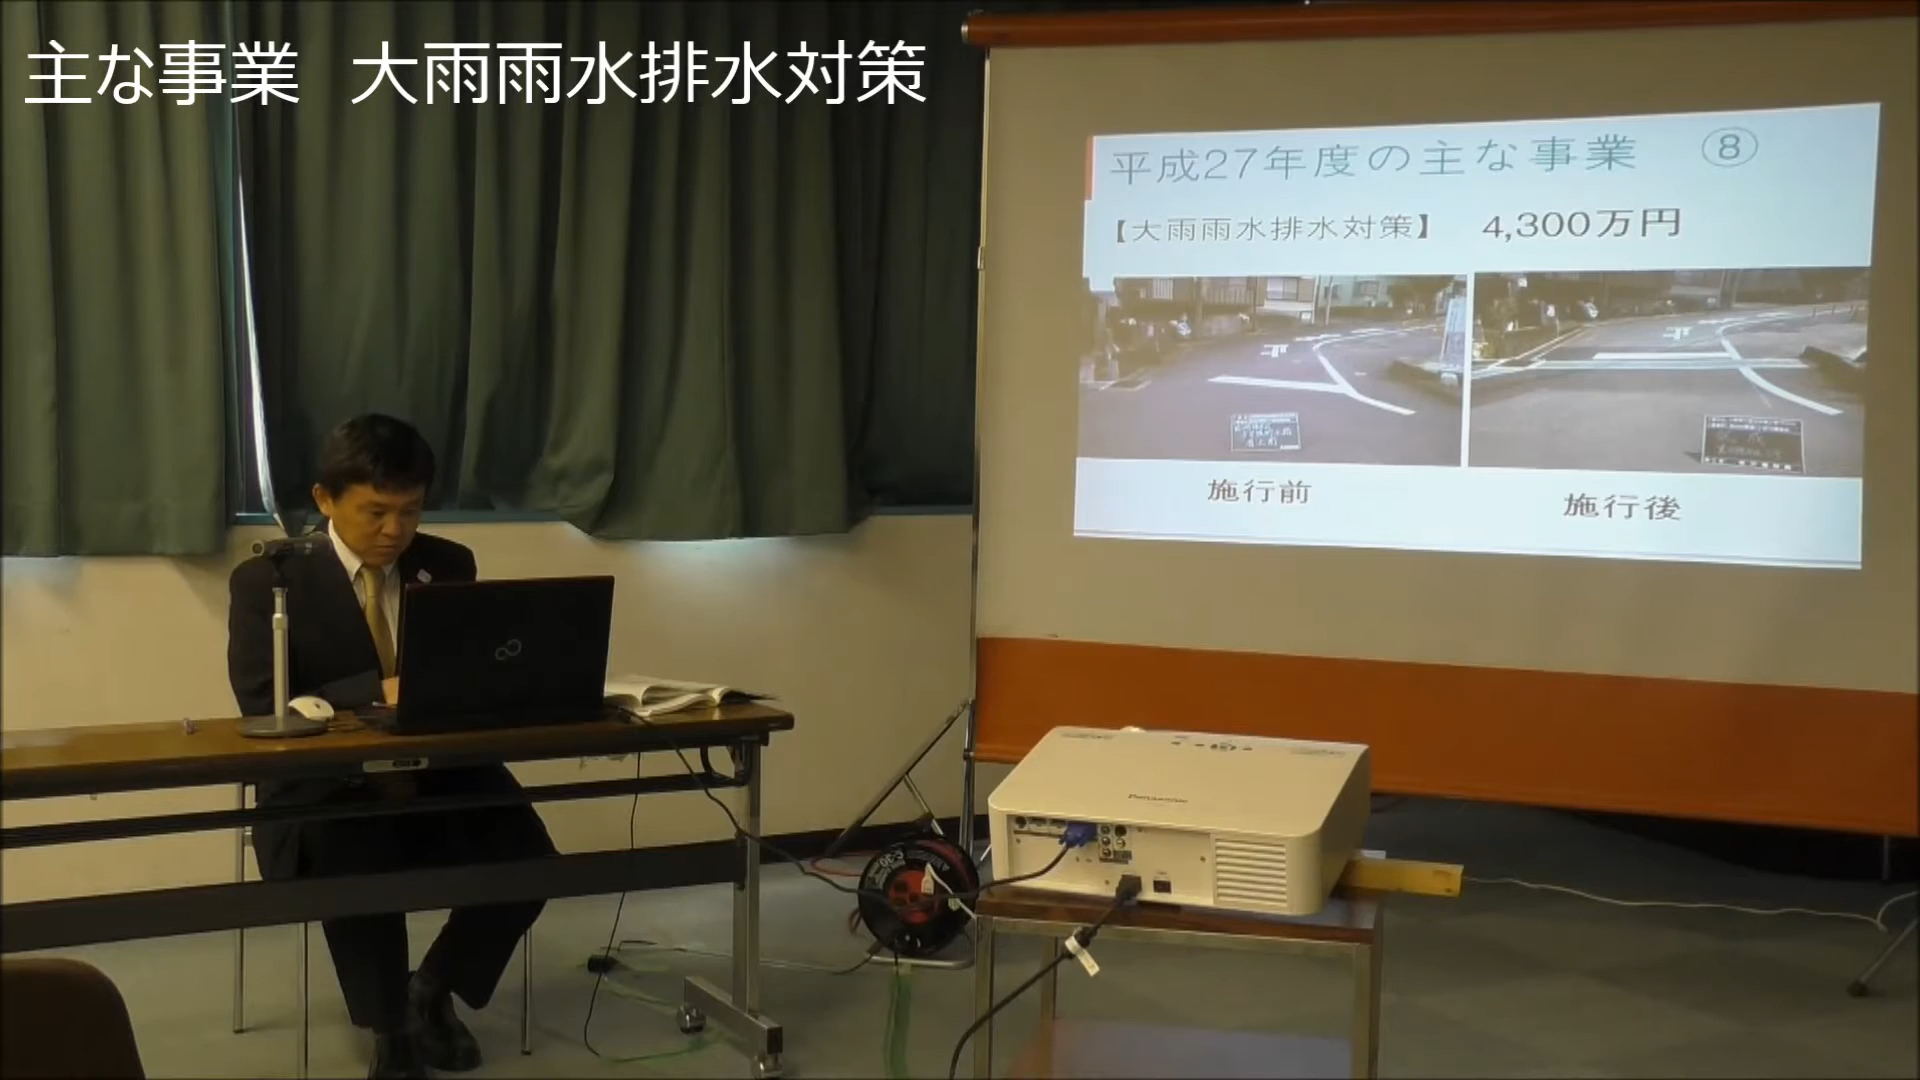 主な事業　大雨雨水排水対策
平成27年度の主な事業　⑧
【大雨雨水排水対策】　4,300万円
施行前
施行後
Panasonic